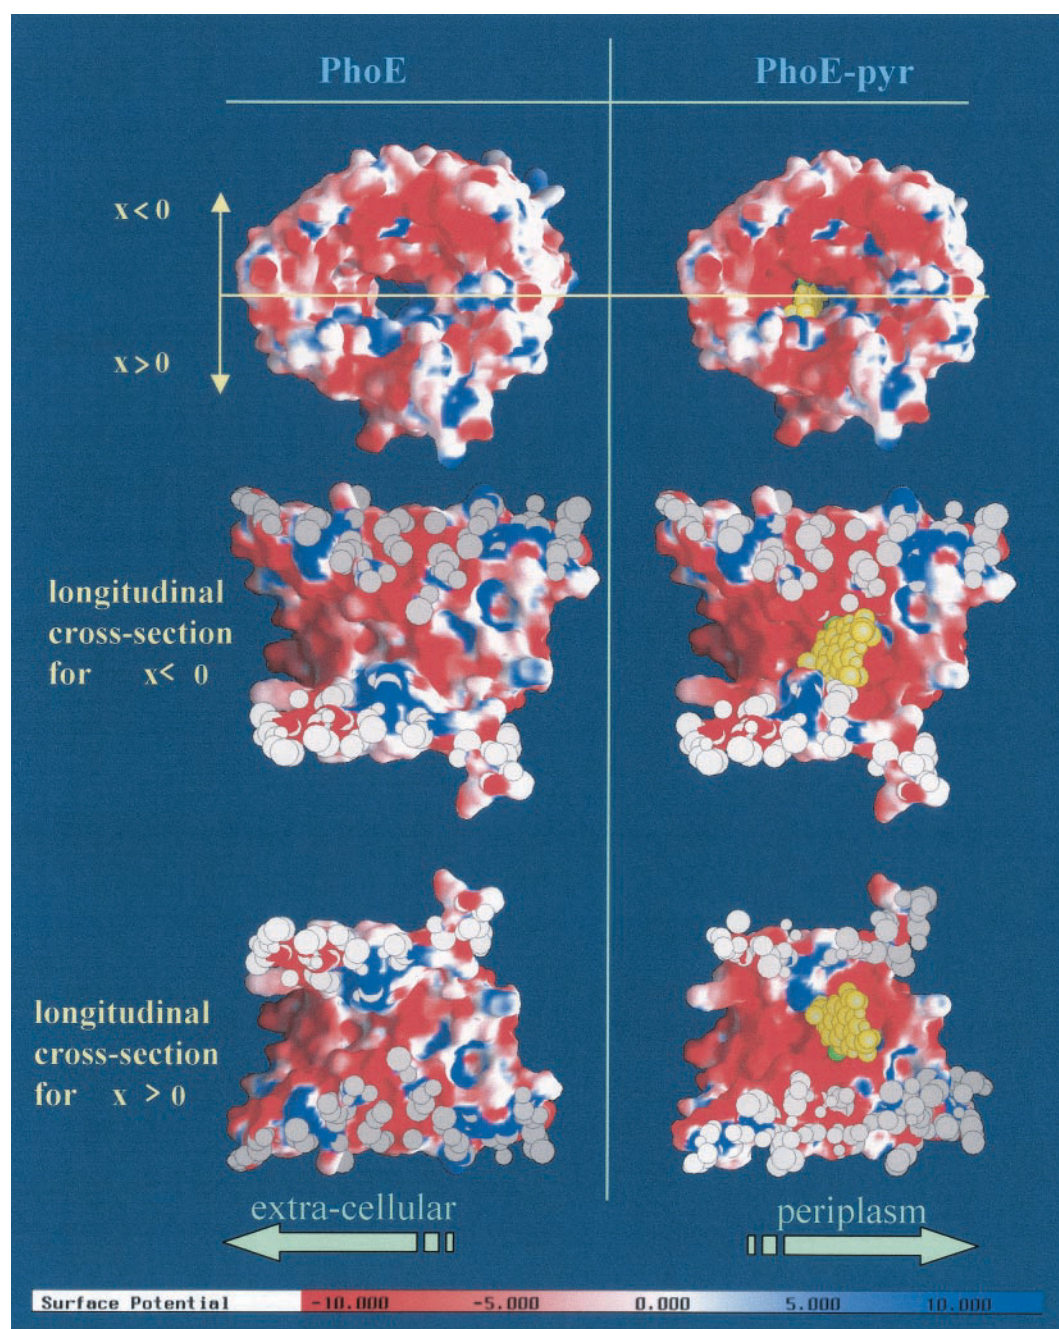 PhoE PhoE-pyr
x < 0
x > 0
longitudinal
cross-section
for x < 0
longitudinal
cross-section
for x > 0
extra-cellular periplasm
Surface Potential -10.000 -5.000 0.000 5.000 10.000